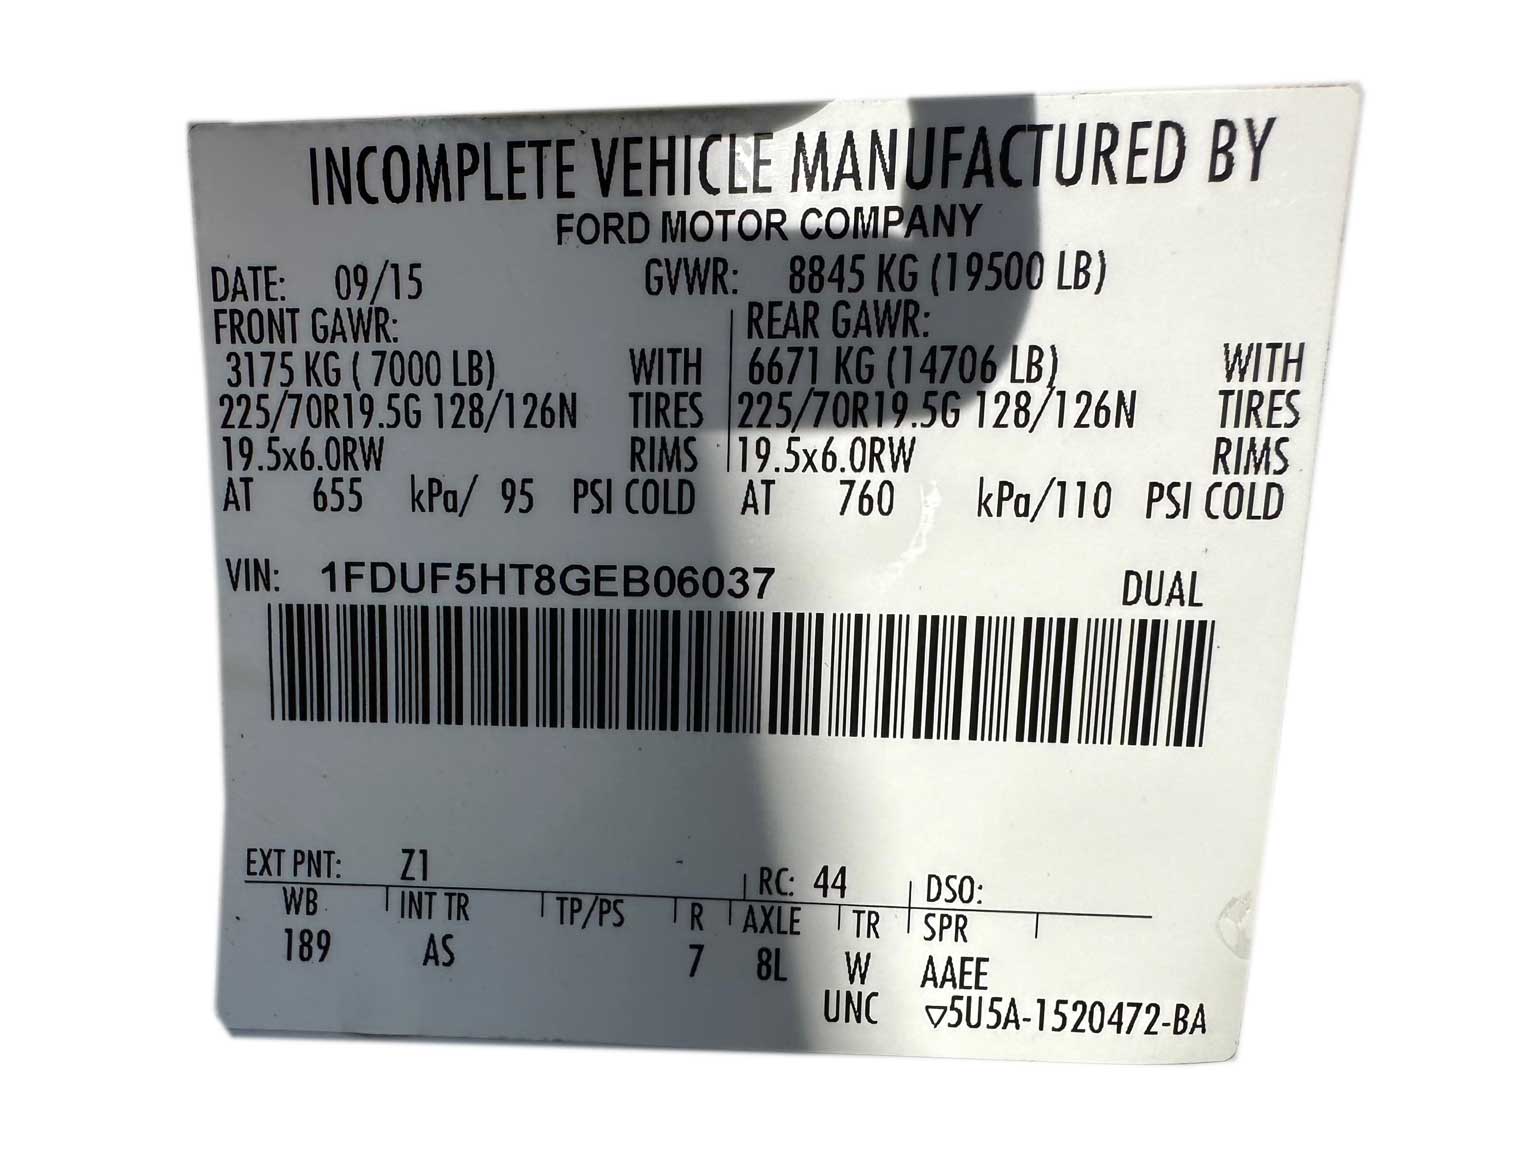 INCOMPLETE VEHICLE MANUFACTURED BY
FORD MOTOR COMPANY
DATE: 09/15 GVWR: 8845 KG (19500 LB)
FRONT GAWR: REAR GAWR:
3175 KG ( 7000 LB) WITH 6671 KG (14706 LB) WITH
225/70R19.5G 128/126N TIRES 225/70R19.5G 128/126N TIRES
19.5x6.0RW RIMS 19.5x6.0RW RIMS
AT 655 kPa/ 95 PSI COLD AT 760 kPa/110 PSI COLD
VIN: 1FDUF5HT8GEB06037 DUAL
EXT PNT: Z1 RC: 44 DSO:
WB INT TR TP/PS R AXLE TR SPR
189 AS 7 8L W AAEE
UNC ▽5U5A-1520472-BA